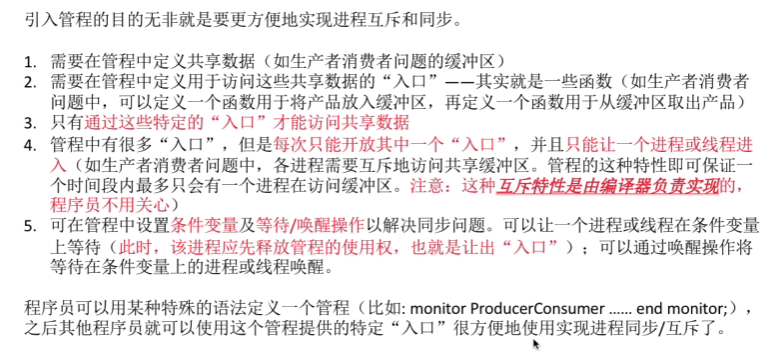 引入管程的目的无非就是要更方便地实现进程互斥和同步。
1. 需要在管程中定义共享数据（如生产者消费者问题的缓冲区）
2. 需要在管程中定义用于访问这些共享数据的“入口”——其实就是一些函数（如生产者消费者
问题中，可以定义一个函数用于将产品放入缓冲区，再定义一个函数用于从缓冲区取出产品）
3. 只有通过这些特定的“入口”才能访问共享数据
4. 管程中有很多“入口”，但是每次只能开放其中一个“入口”，并且只能让一个进程或线程进
入（如生产者消费者问题中，各进程需要互斥地访问共享缓冲区。管程的这种特性即可保证一
个时间段内最多只会有一个进程在访问缓冲区。注意：这种互斥特性是由编译器负责实现的，
程序员不用关心）
5. 可在管程中设置条件变量及等待/唤醒操作以解决同步问题。可以让一个进程或线程在条件变量
上等待（此时，该进程应先释放管程的使用权，也就是让出“入口”）；可以通过唤醒操作将
等待在条件变量上的进程或线程唤醒。
程序员可以用某种特殊的语法定义一个管程（比如: monitor ProducerConsumer …… end monitor;），
之后其他程序员就可以使用这个管程提供的特定“入口”很方便地使用实现进程同步/互斥了。